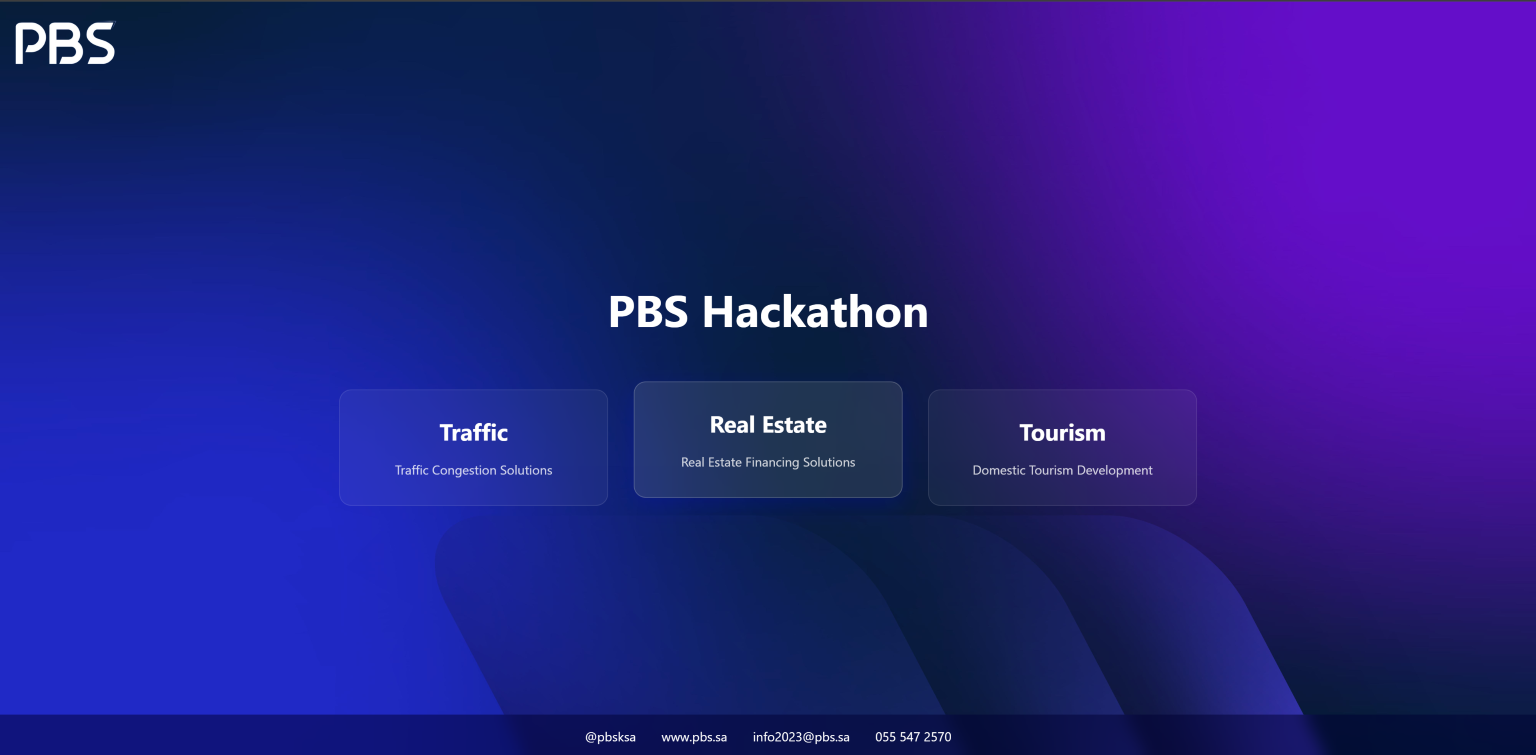 PBS
PBS Hackathon
Traffic
Traffic Congestion Solutions
Real Estate
Real Estate Financing Solutions
Tourism
Domestic Tourism Development
@pbsksa www.pbs.sa info2023@pbs.sa 055 547 2570